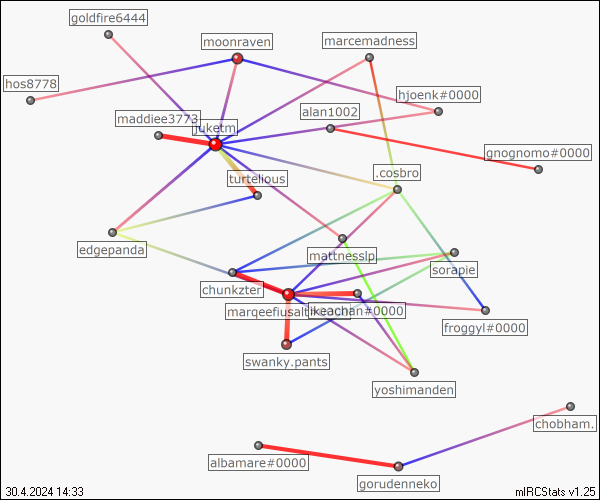 goldfire6444
moonraven
marcemadness
hos8778
hjoenk#0000
alan1002
maddiee3773
juketm
gnognomo#0000
turtelious
.cosbro
edgepanda
mattnesslp
sorapie
chunkzter
ikeachan#0000
froggyl#0000
swanky.pants
yoshimanden
chobham.
albamare#0000
gorudenneko
30.4.2024 14:33
mIRCStats v1.25